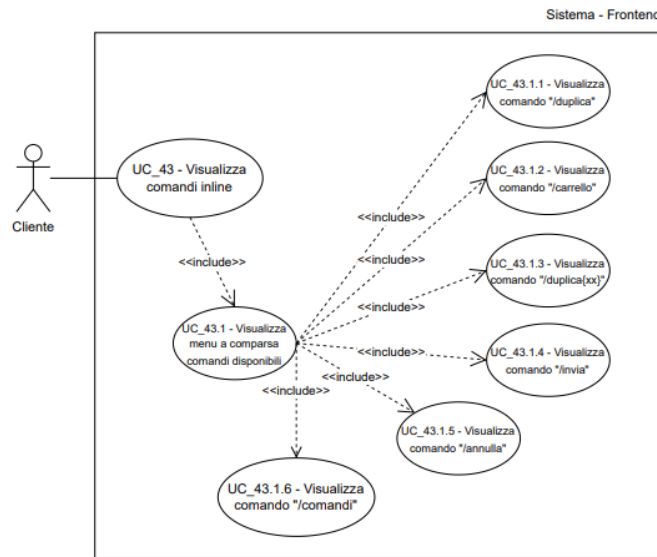 Sistema - Frontend
UC_43.1.1 - Visualizza
comando "/duplica"
UC_43 - Visualizza
comandi inline
Cliente
UC_43.1.2 - Visualizza
comando "/carrello"
<<include>>
<<include>>
<<include>>
UC_43.1.3 - Visualizza
comando "/duplica{xx}"
<<include>>
UC_43.1 - Visualizza
menu a comparsa
comandi disponibili
<<include>>
UC_43.1.4 - Visualizza
comando "/invia"
<<include>>
<<include>>
UC_43.1.5 - Visualizza
comando "/annulla"
UC_43.1.6 - Visualizza
comando "/comandi"